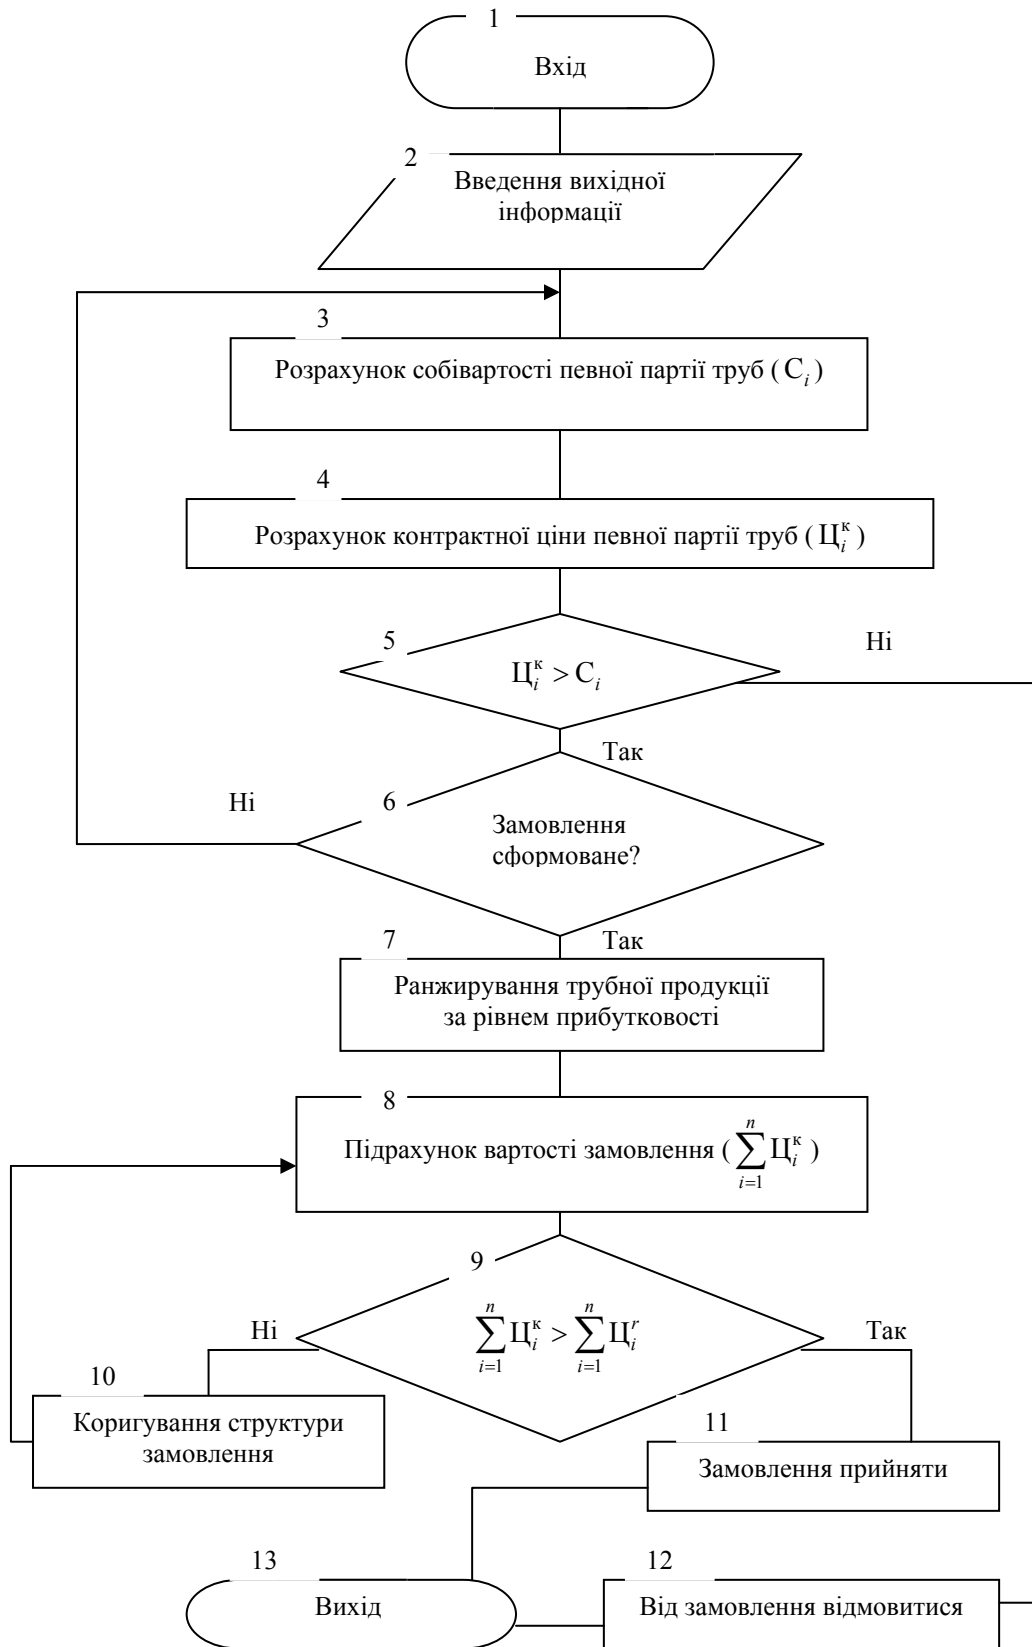 1
Вхід
2
Введення вихідної
інформації
3
Розрахунок собівартості певної партії труб ( С_i )
4
Розрахунок контрактної ціни певної партії труб ( Ц_i^к )
5
Ні
Ц_i^к > С_i
Так
Ні
6
Замовлення
сформоване?
7
Так
Ранжирування трубної продукції
за рівнем прибутковості
8
Підрахунок вартості замовлення ( ∑_{i=1}^n Ц_i^к )
9
∑_{i=1}^n Ц_i^к > ∑_{i=1}^n Ц_i^r
Ні
Так
10
Коригування структури
замовлення
11
Замовлення прийняти
13
Вихід
12
Від замовлення відмовитися